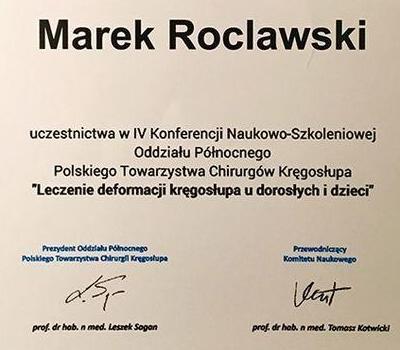 Marek Roclawski
uczestnictwa w IV Konferencji Naukowo-Szkoleniowej
Oddziału Północnego
Polskiego Towarzystwa Chirurgów Kręgosłupa
"Leczenie deformacji kręgosłupa u dorosłych i dzieci"
Prezydent Oddziału Północnego
Polskiego Towarzystwa Chirurgii Kręgosłupa
prof. dr hab. n med. Leszek Sagan
Przewodniczący
Komitetu Naukowego
prof. dr hab. n med. Tomasz Kotwicki